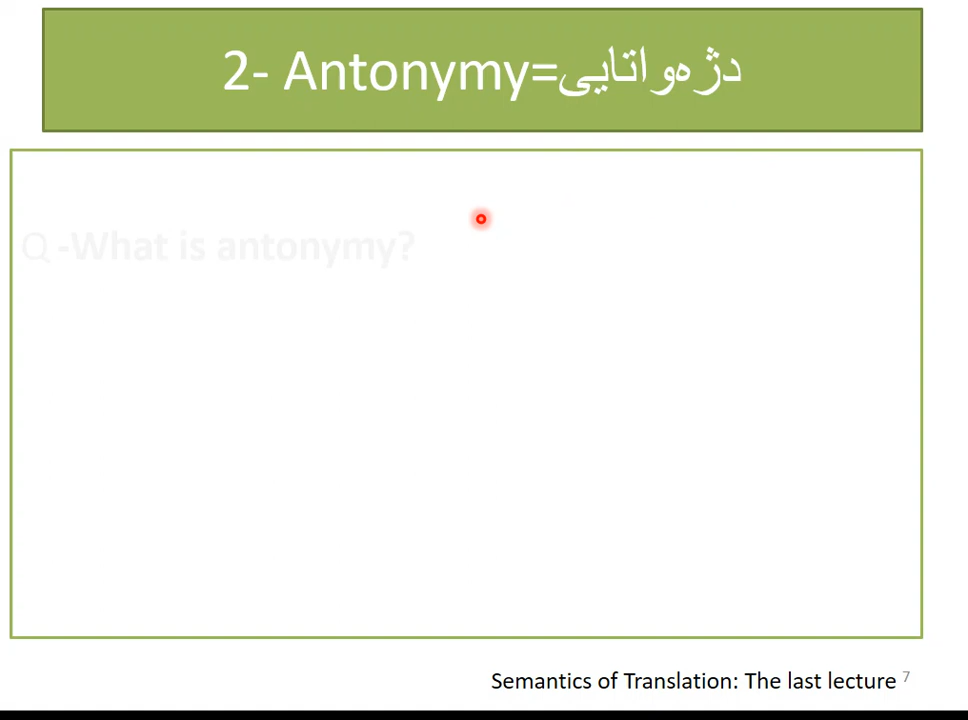 2- Antonymy=دژەواتایی
Q -What is antonymy?
Semantics of Translation: The last lecture 7